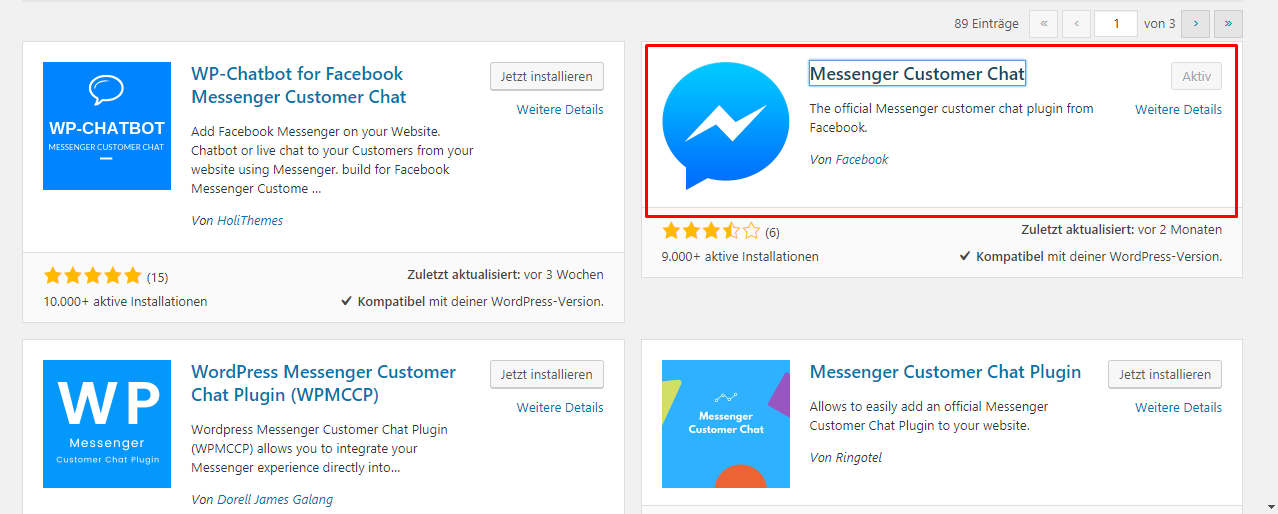 89 Einträge « ‹ 1 von 3 › »
WP-CHATBOT
MESSENGER CUSTOMER CHAT
WP-Chatbot for Facebook
Messenger Customer Chat
Jetzt installieren
Weitere Details
Add Facebook Messenger on your Website.
Chatbot or live chat to your Customers from your
website using Messenger. build for Facebook
Messenger Custome ...
Von HoliThemes
(15)
Zuletzt aktualisiert: vor 3 Wochen
10.000+ aktive Installationen
Kompatibel mit deiner WordPress-Version.
Messenger Customer Chat
Aktiv
Weitere Details
The official Messenger customer chat plugin from
Facebook.
Von Facebook
(6)
Zuletzt aktualisiert: vor 2 Monaten
9.000+ aktive Installationen
Kompatibel mit deiner WordPress-Version.
WP
Messenger
Customer Chat Plugin
WordPress Messenger Customer
Chat Plugin (WPMCCP)
Jetzt installieren
Weitere Details
Wordpress Messenger Customer Chat Plugin
(WPMCCP) allows you to integrate your
Messenger experience directly into...
Von Dorell James Galang
Messenger
Customer Chat
Messenger Customer Chat Plugin
Jetzt installieren
Weitere Details
Allows to easily add an official Messenger
Customer Chat Plugin to your website.
Von Ringotel